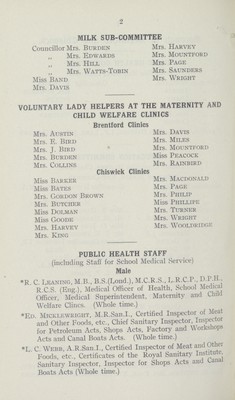 2
MILK SUB-COMMITTEE
Councillor Mrs. Burden
„ Mrs. Edwards
„ Mrs. Hill
„ Mrs. Watts-Tobin
Miss Band
Mrs. Davis
Mrs. Harvey
Mrs. Mountford
Mrs. Page
Mrs. Saunders
Mrs. Wright
VOLUNTARY LADY HELPERS AT THE MATERNITY AND
CHILD WELFARE CLINICS
Brentford Clinics
Mrs. Austin
Mrs. E. Bird
Mrs. J. Bird
Mrs. Burder
Mrs. Collins
Mrs. Davis
Mrs. Miles
Mrs. Mountford
Miss Peacock
Mrs. Rainbird
Chiswick Clinics
Miss Barker
Miss Bates
Mrs. Gordon Brown
Mrs. Butcher
Miss Dolman
Miss Goode
Mrs. Harvey
Mrs. King
Mrs. Macdonald
Mrs. Page
Mrs. Philip
Miss Phillips
Mrs. Turner
Mrs. Wright
Mrs. Wooldridge
PUBLIC HEALTH STAFF
(including Staff for School Medical Service)
Male
*R. C. Leaning, M.B., B.S.(Lond.), M.C.R.S., L.R.C.P., D.P.H.,
R.C.S. (Eng.), Medical Officer of Health, School Medical
Officer, Medical Superintendent, Maternity and Child
Welfare Clinics. (Whole time.)
*Ed. Micklewright, M.R.San.I., Certified Inspector of Meat
and Other Foods, etc., Chief Sanitary Inspector, Inspector
for Petroleum Acts, Shops Acts, Factory and Workshops
Acts and Canal Boats Acts. (Whole time.)
*L. C. Webb, A.R.San.I., Certified Inspector of Meat and Other
Foods, etc., Certificates of the Royal Sanitary Institute,
Sanitary Inspector, Inspector for Shops Acts and Canal
Boats Acts (Whole time.)